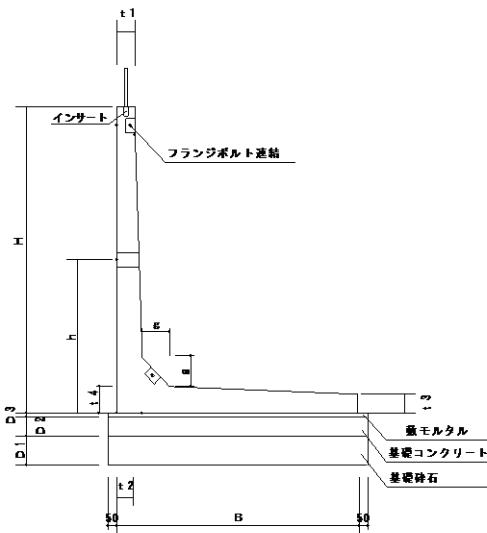 t1
インサート
フランジボルト連結
H
h
g
g
t4
t3
D3
D2
D1
敷モルタル
基礎コンクリート
基礎砕石
t2
50
B
50